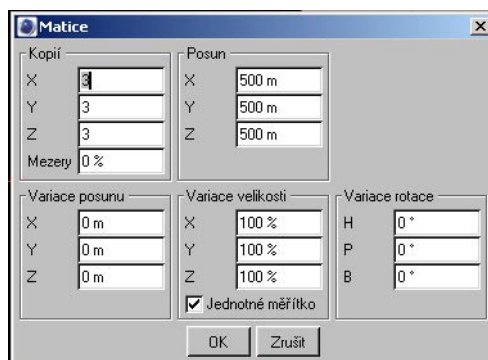 Matice
Kopií
X 3
Y 3
Z 3
Mezery 0 %
Posun
X 500 m
Y 500 m
Z 500 m
Variace posunu
X 0 m
Y 0 m
Z 0 m
Variace velikosti
X 100 %
Y 100 %
Z 100 %
Jednotné měřítko
Variace rotace
H 0 °
P 0 °
B 0 °
OK Zrušit